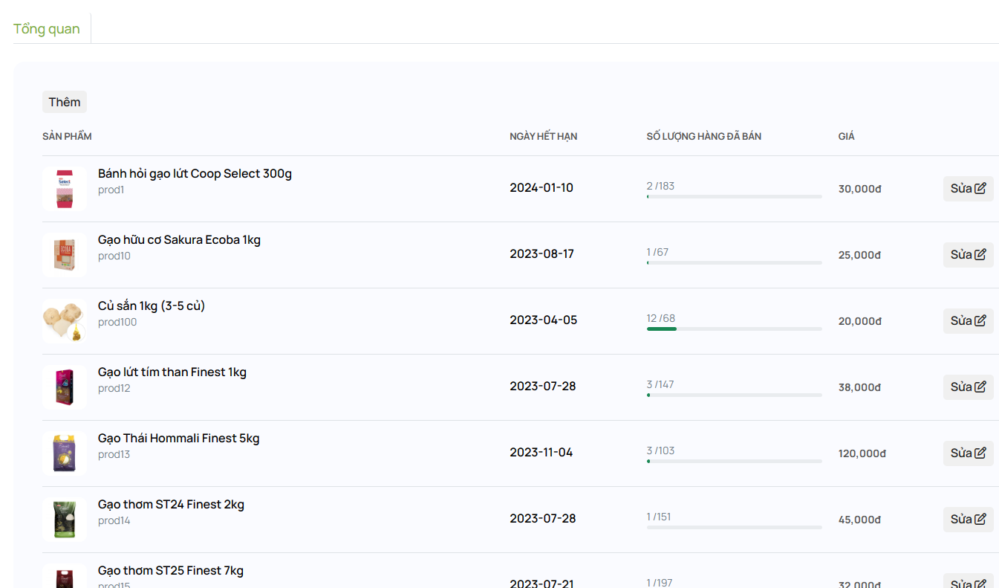 Tổng quan
Thêm
SẢN PHẨM NGÀY HẾT HẠN SỐ LƯỢNG HÀNG ĐÃ BÁN GIÁ
Bánh hỏi gạo lứt Coop Select 300g
prod1
2024-01-10
2 /183
30,000đ
Sửa
Select
Gạo hữu cơ Sakura Ecoba 1kg
prod10
2023-08-17
1 /67
25,000đ
Sửa
ECOBA
Củ sắn 1kg (3-5 củ)
prod100
2023-04-05
12 /68
20,000đ
Sửa
Gạo lứt tím than Finest 1kg
prod12
2023-07-28
3 /147
38,000đ
Sửa
Gạo Thái Hommali Finest 5kg
prod13
2023-11-04
3 /103
120,000đ
Sửa
Gạo thơm ST24 Finest 2kg
prod14
2023-07-28
1 /151
45,000đ
Sửa
Gạo thơm ST25 Finest 7kg
prod15
2023-07-21
1 /197
32,000đ
Sửa